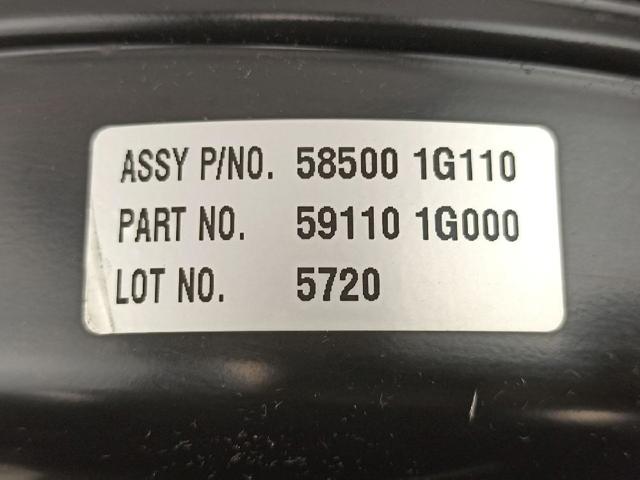 ASSY P/NO. 58500 1G110
PART NO. 59110 1G000
LOT NO. 5720